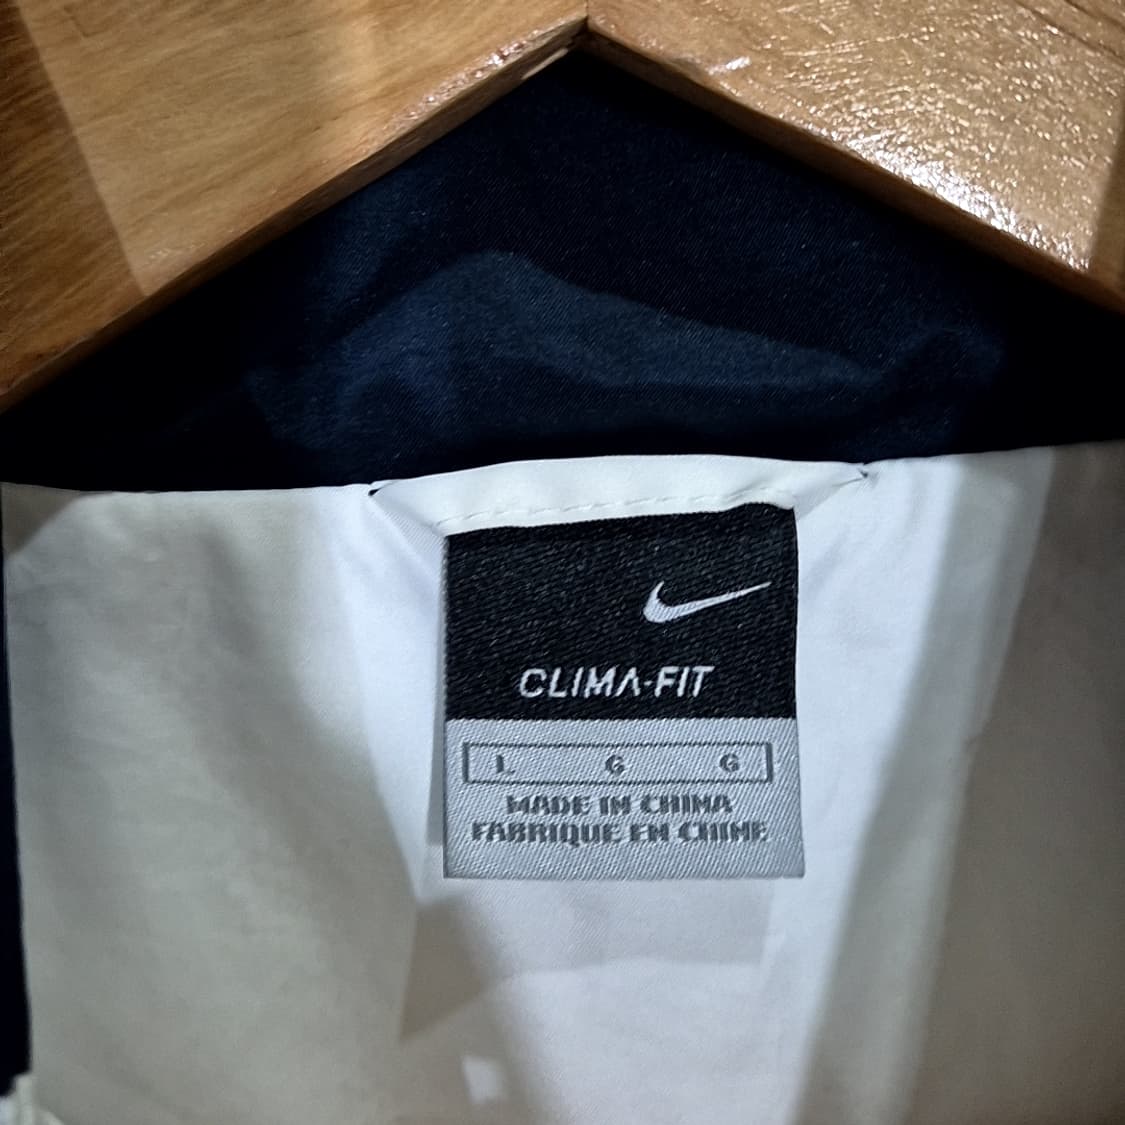 CLIMA-FIT
L G G
MADE IN CHINA
FABRIQUE EN CHINE